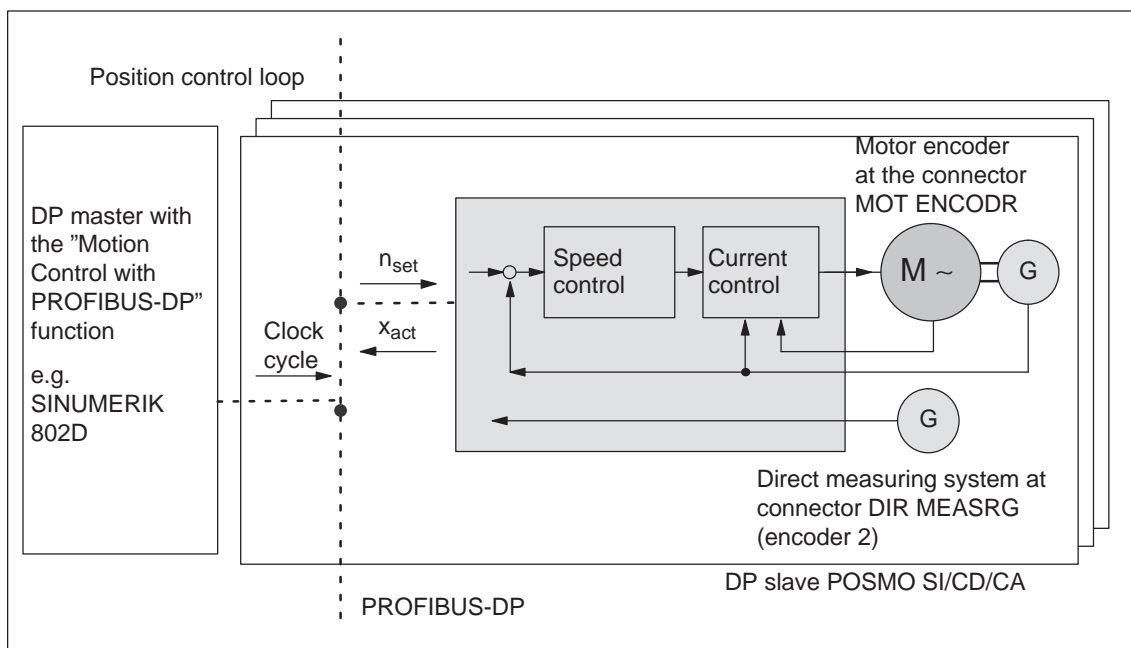 Position control loop
DP master with
the ”Motion
Control with
PROFIBUS-DP”
function
e.g.
SINUMERIK
802D
Clock
cycle
nset
xact
Speed
control
Current
control
Motor encoder
at the connector
MOT ENCODR
M ~
G
G
Direct measuring system at
connector DIR MEASRG
(encoder 2)
DP slave POSMO SI/CD/CA
PROFIBUS-DP